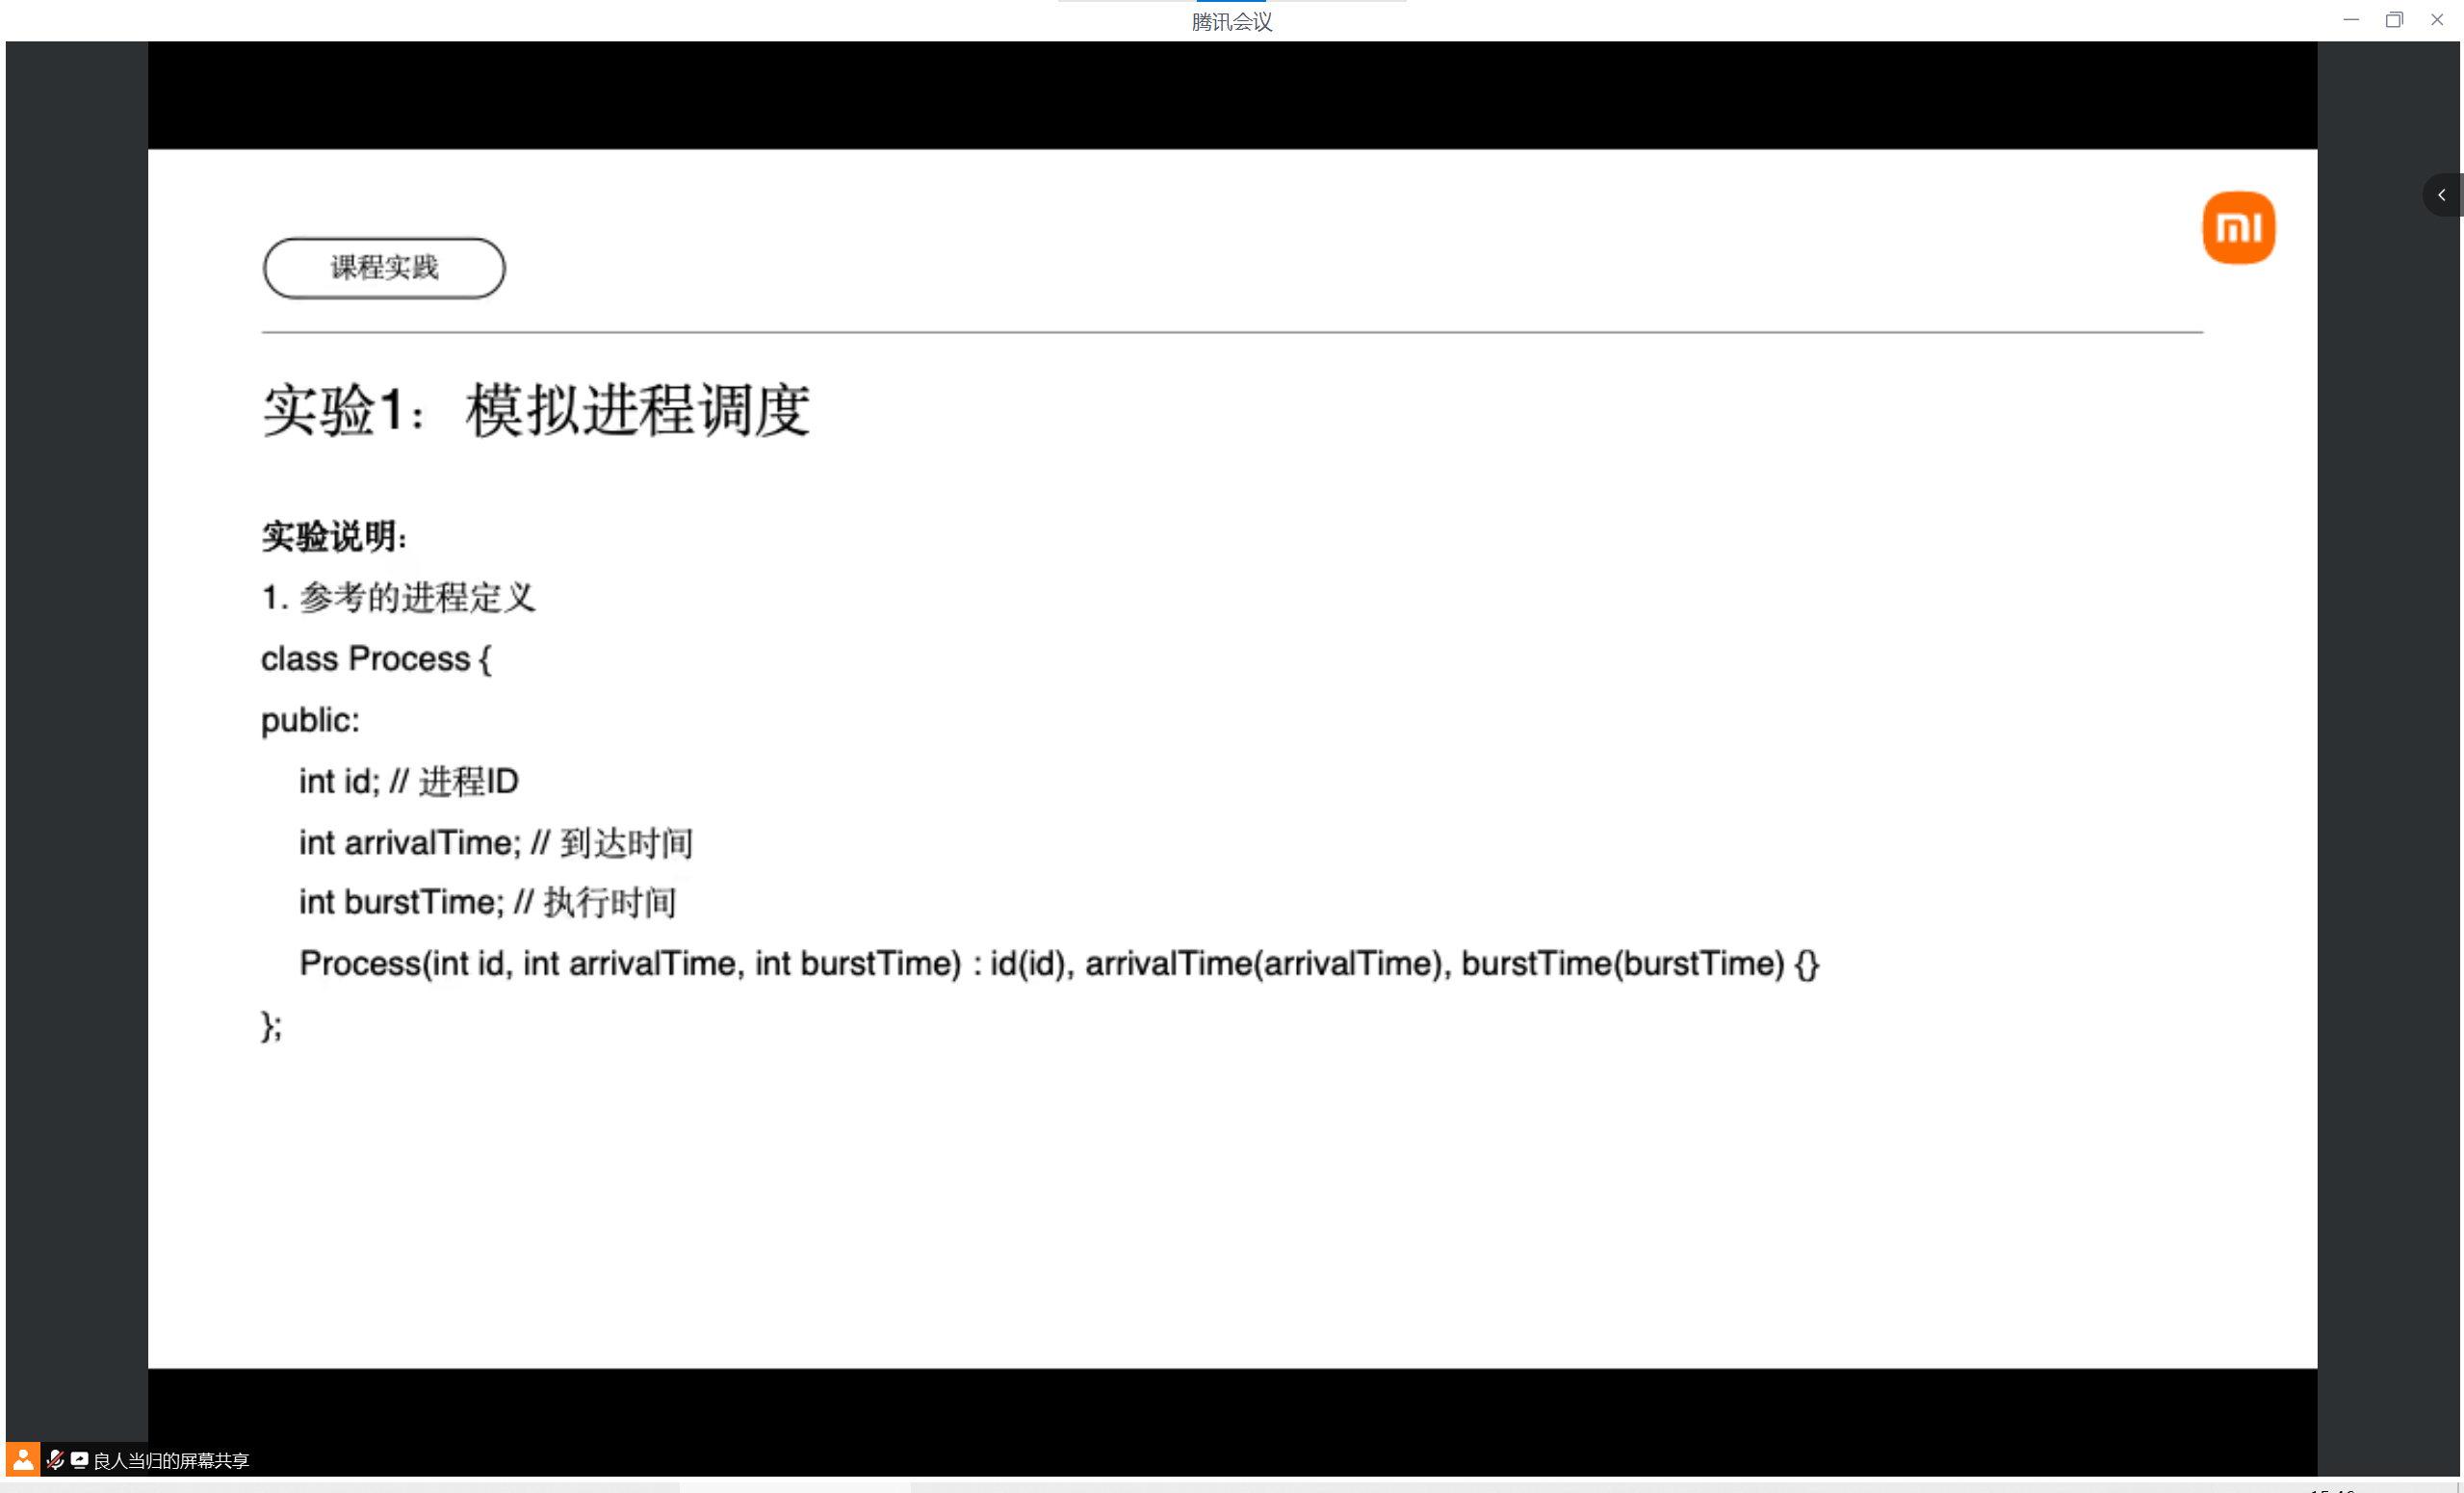 腾讯会议
课程实践
mi
实验1：模拟进程调度
实验说明：
1. 参考的进程定义
class Process {
public:
int id; // 进程ID
int arrivalTime; // 到达时间
int burstTime; // 执行时间
Process(int id, int arrivalTime, int burstTime) : id(id), arrivalTime(arrivalTime), burstTime(burstTime) {}
};
良人当归的屏幕共享